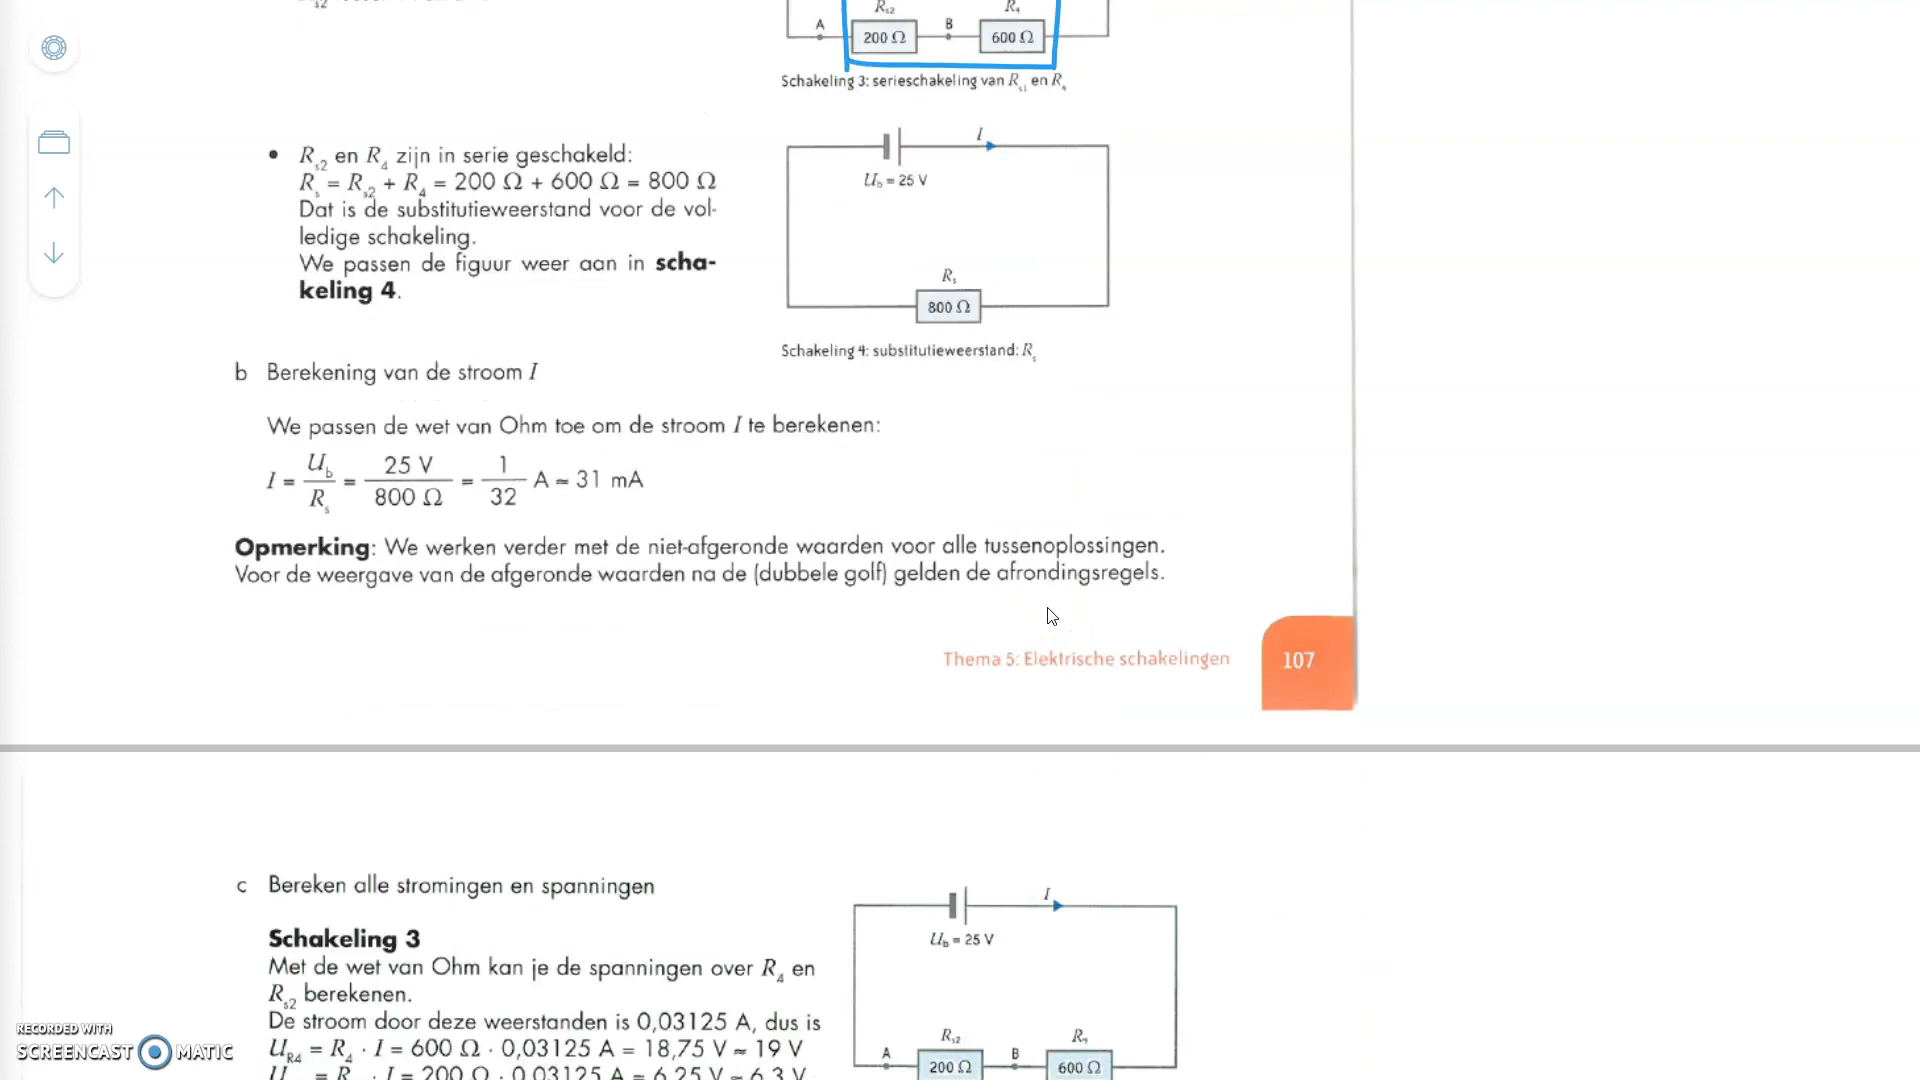 R_s2 R_4
A B
200 Ω 600 Ω
Schakeling 3: serieschakeling van R_s1 en R_4
• R_s2 en R_4 zijn in serie geschakeld:
R_s = R_s2 + R_4 = 200 Ω + 600 Ω = 800 Ω
Dat is de substitutieweerstand voor de vol-
ledige schakeling.
We passen de figuur weer aan in scha-
keling 4.
I
U_b = 25 V
R_s
800 Ω
Schakeling 4: substitutieweerstand: R_s
b Berekening van de stroom I
We passen de wet van Ohm toe om de stroom I te berekenen:
I = U_b / R_s = 25 V / 800 Ω = 1 / 32 A ≈ 31 mA
Opmerking: We werken verder met de niet-afgeronde waarden voor alle tussenoplossingen.
Voor de weergave van de afgeronde waarden na de (dubbele golf) gelden de afrondingsregels.
Thema 5: Elektrische schakelingen 107
c Bereken alle stromingen en spanningen
Schakeling 3
Met de wet van Ohm kan je de spanningen over R_4 en
R_s2 berekenen.
De stroom door deze weerstanden is 0,03125 A, dus is
U_R4 = R_4 · I = 600 Ω · 0,03125 A = 18,75 V ≈ 19 V
· I = 200 Ω · 0,03125 A = 6,25 V ≈ 6,3 V
I
U_b = 25 V
R_s2 R_4
A B
200 Ω 600 Ω
RECORDED WITH
SCREENCAST MATIC